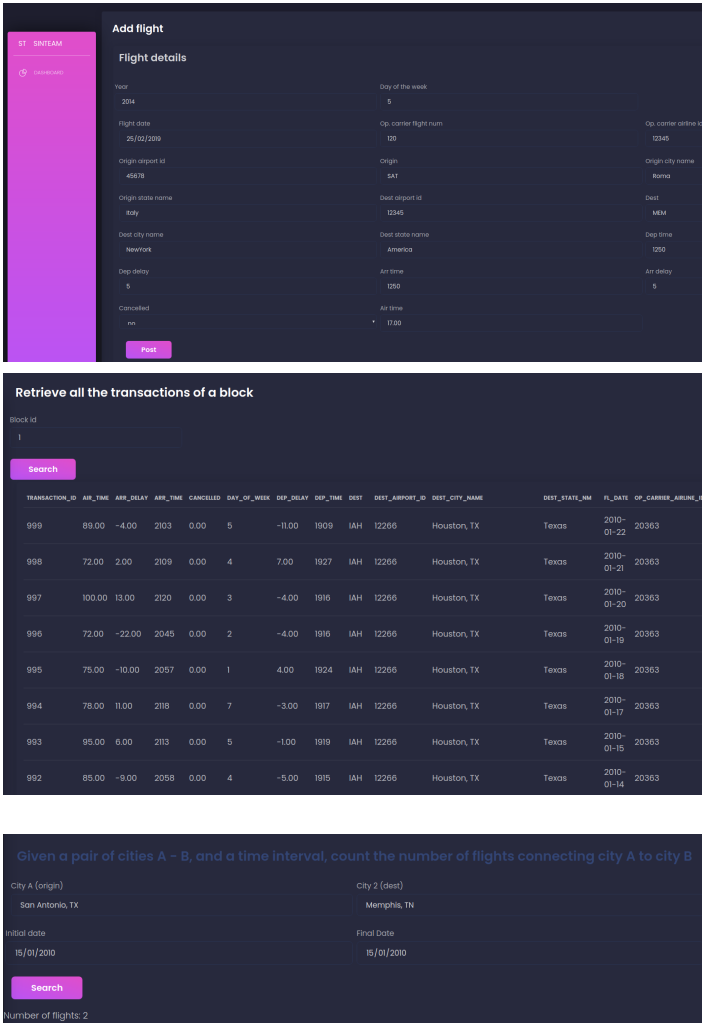 Add flight
ST SINTEAM
DASHBOARD
Flight details
Year Day of the week
2014 5
Flight date Op. carrier flight num Op. carrier airline id
25/02/2019 120 12345
Origin airport id Origin Origin city name
45678 SAT Roma
Origin state name Dest airport id Dest
Italy 12345 MEM
Dest city name Dest state name Dep time
NewYork America 1250
Dep delay Arr time Arr delay
5 1250 5
Cancelled Air time
nn 17.00
Post
Retrieve all the transactions of a block
Block id
1
Search
TRANSACTION_ID AIR_TIME ARR_DELAY ARR_TIME CANCELLED DAY_OF_WEEK DEP_DELAY DEP_TIME DEST DEST_AIRPORT_ID DEST_CITY_NAME DEST_STATE_NM FL_DATE OP_CARRIER_AIRLINE_ID
999 89.00 -4.00 2103 0.00 5 -11.00 1909 IAH 12266 Houston, TX Texas 2010-01-22 20363
998 72.00 2.00 2109 0.00 4 7.00 1927 IAH 12266 Houston, TX Texas 2010-01-21 20363
997 100.00 13.00 2120 0.00 3 -4.00 1916 IAH 12266 Houston, TX Texas 2010-01-20 20363
996 72.00 -22.00 2045 0.00 2 -4.00 1916 IAH 12266 Houston, TX Texas 2010-01-19 20363
995 75.00 -10.00 2057 0.00 1 4.00 1924 IAH 12266 Houston, TX Texas 2010-01-18 20363
994 78.00 11.00 2118 0.00 7 -3.00 1917 IAH 12266 Houston, TX Texas 2010-01-17 20363
993 95.00 6.00 2113 0.00 5 -1.00 1919 IAH 12266 Houston, TX Texas 2010-01-15 20363
992 85.00 -9.00 2058 0.00 4 -5.00 1915 IAH 12266 Houston, TX Texas 2010-01-14 20363
Given a pair of cities A - B, and a time interval, count the number of flights connecting city A to city B
City A (origin) City 2 (dest)
San Antonio, TX Memphis, TN
Initial date Final Date
15/01/2010 15/01/2010
Search
Number of flights: 2